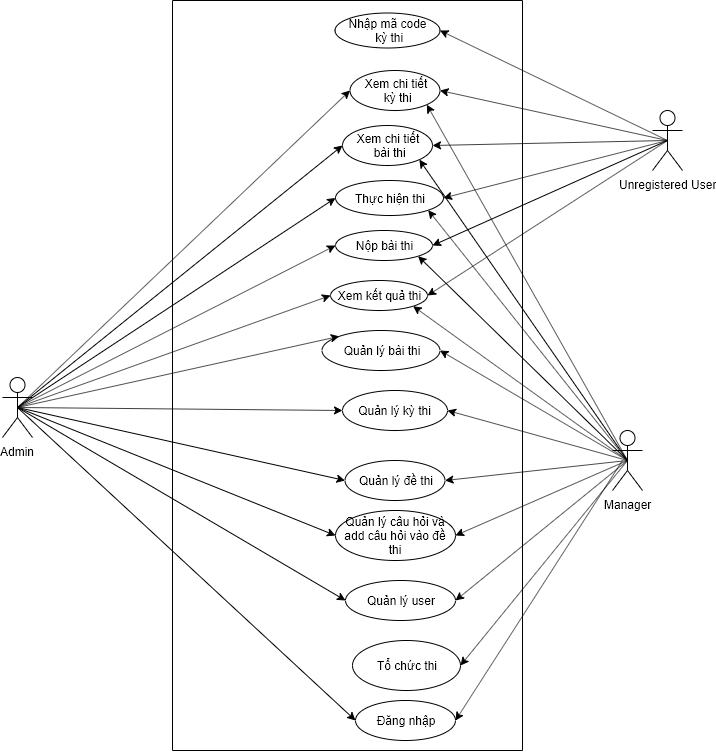 Nhập mã code
kỳ thi
Xem chi tiết
kỳ thi
Xem chi tiết
bài thi
Unregistered User
Thực hiện thi
Nộp bài thi
Xem kết quả thi
Quản lý bài thi
Quản lý kỳ thi
Admin
Quản lý đề thi
Manager
Quản lý câu hỏi và
add câu hỏi vào đề
thi
Quản lý user
Tổ chức thi
Đăng nhập